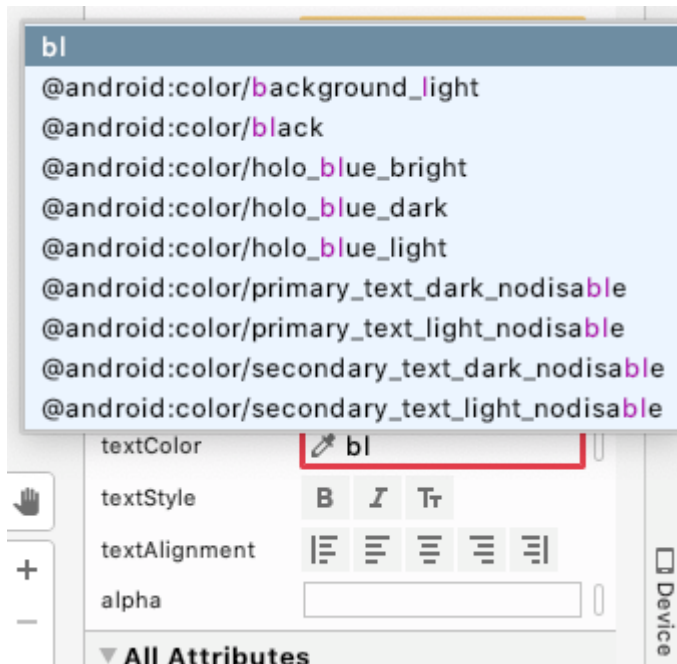 bl
@android:color/background_light
@android:color/black
@android:color/holo_blue_bright
@android:color/holo_blue_dark
@android:color/holo_blue_light
@android:color/primary_text_dark_nodisable
@android:color/primary_text_light_nodisable
@android:color/secondary_text_dark_nodisable
@android:color/secondary_text_light_nodisable
textColor bl
textStyle B I Tт
textAlignment
alpha
All Attributes
Device